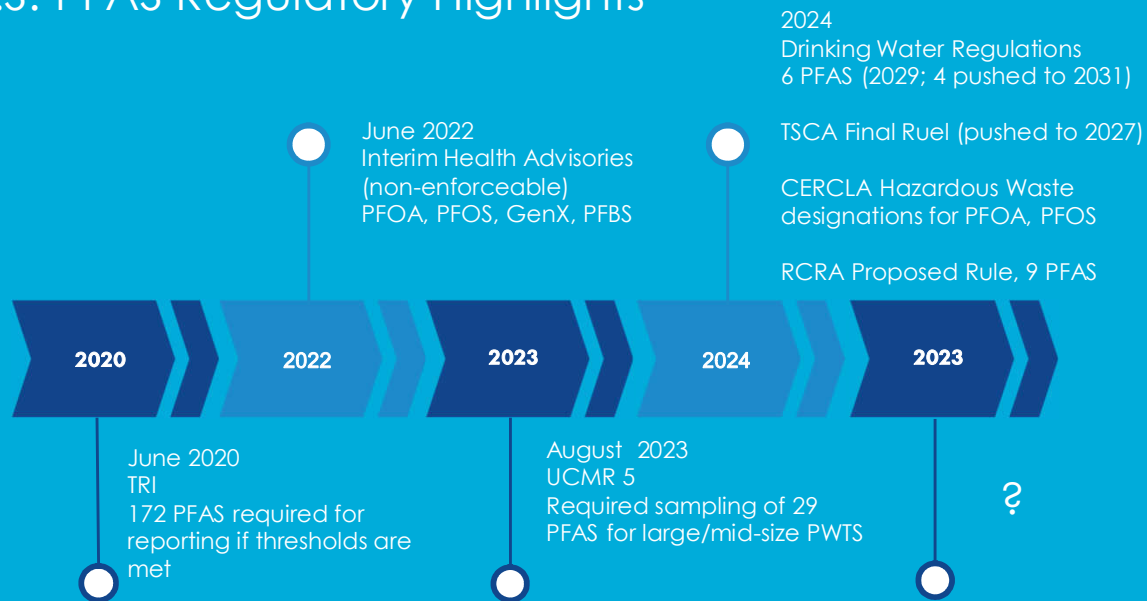 .S. PFAS Regulatory Highlights
2024
Drinking Water Regulations
6 PFAS (2029; 4 pushed to 2031)
TSCA Final Ruel (pushed to 2027)
CERCLA Hazardous Waste
designations for PFOA, PFOS
RCRA Proposed Rule, 9 PFAS
June 2022
Interim Health Advisories
(non-enforceable)
PFOA, PFOS, GenX, PFBS
2020
2022
2023
2024
2023
June 2020
TRI
172 PFAS required for
reporting if thresholds are
met
August 2023
UCMR 5
Required sampling of 29
PFAS for large/mid-size PWTS
?